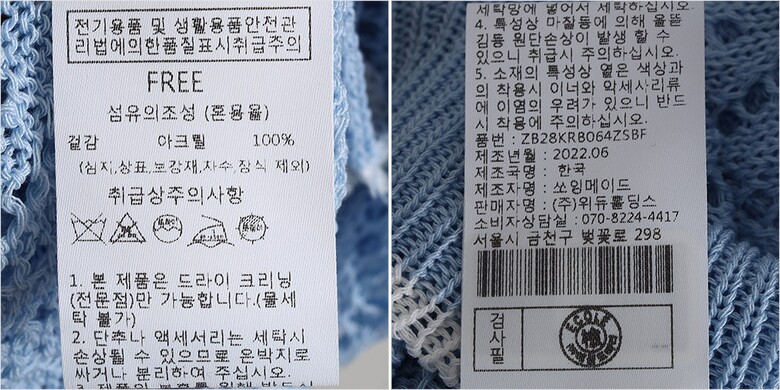 전기용품 및 생활용품안전관
리법에의한품질표시취급주의
FREE
섬유의조성 (혼용율)
겉감 아크릴 100%
(심지,상표,보강재,자수,장식 제외)
취급상주의사항
1. 본 제품은 드라이 크리닝
(전문점)만 가능합니다.(물세
탁 불가)
2. 단추나 액세서리는 세탁시
손상될 수 있으므로 은박지로
싸거나 분리하여 주십시오.
세탁망에 넣어서 세탁하십시오.
4. 특성상 마찰등에 의해 올뜯
김등 원단손상이 발생 할 수
있으니 취급시 주의하십시오.
5. 소재의 특성상 옅은 색상과
의 착용시 이너와 악세사리류
에 이염의 우려가 있으니 반드
시 착용에 주의하십시오.
품번: ZB28KRB064ZSBF
제조년월 : 2022.06
제조국명 : 한국
제조자명 : 쏘잉메이드
판매자명 : (주)위듀홀딩스
소비자상담실 : 070-8224-4417
서울시 금천구 벚꽃로 298
검사필